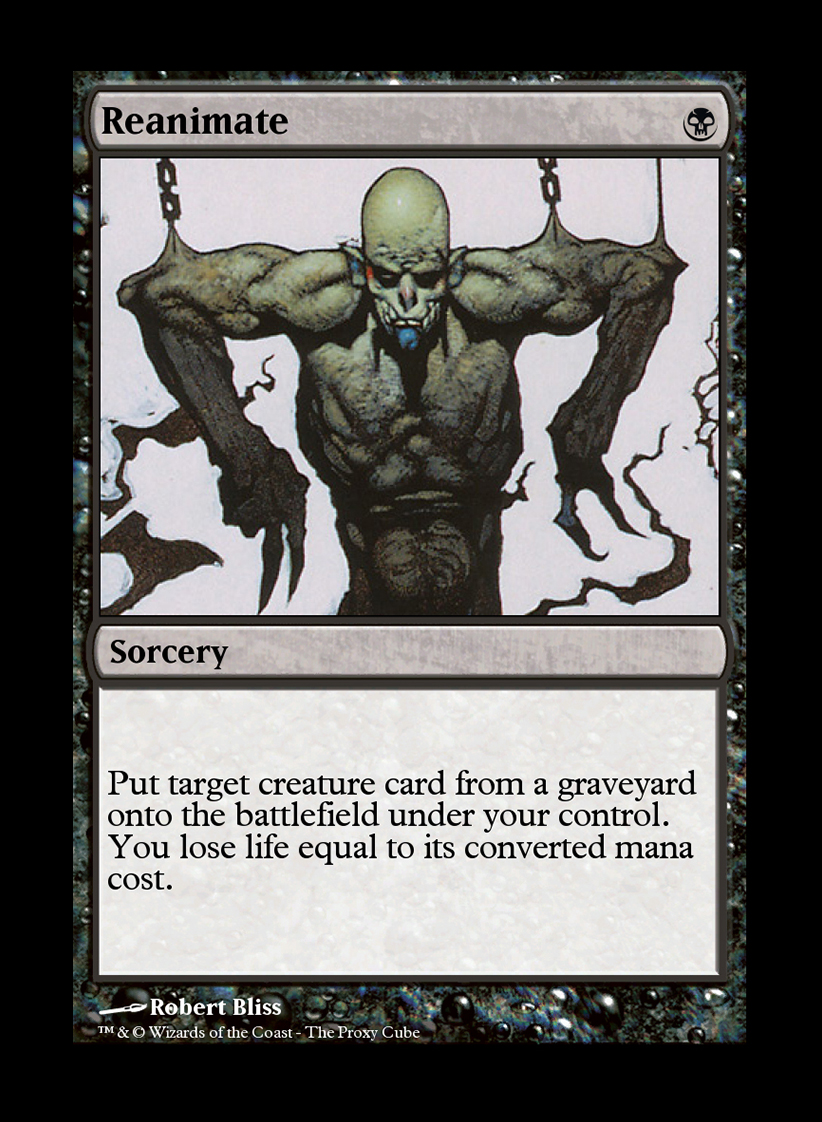 Reanimate
Sorcery
Put target creature card from a graveyard
onto the battlefield under your control.
You lose life equal to its converted mana
cost.
Robert Bliss
™ & © Wizards of the Coast - The Proxy Cube